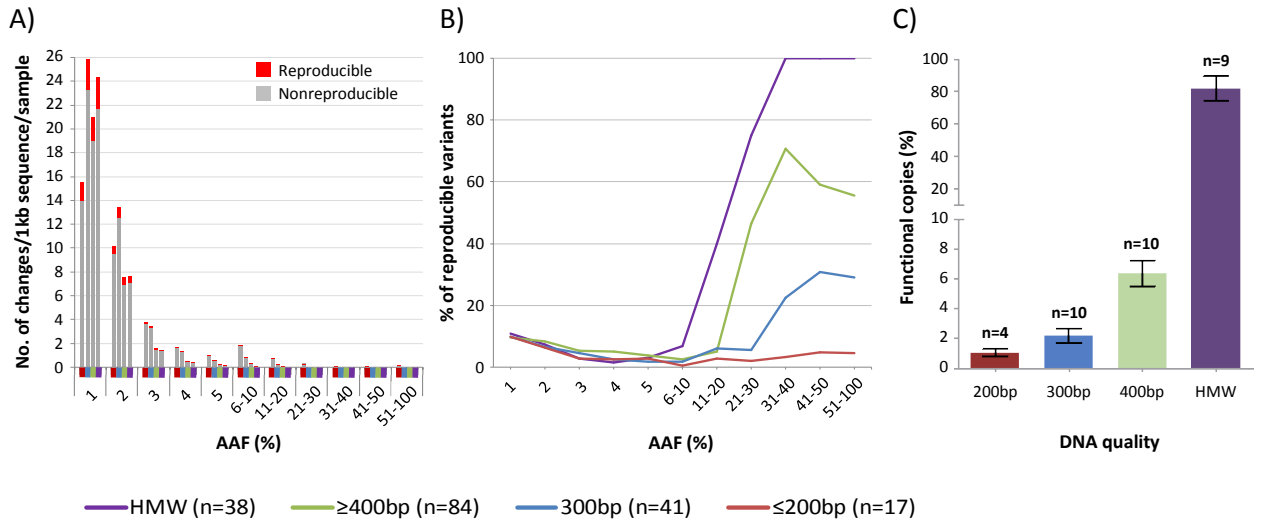 A)
No. of changes/1kb sequence/sample
26
24
22
20
18
16
14
12
10
8
6
4
2
0
Reproducible
Nonreproducible
1 2 3 4 5 6-10 11-20 21-30 31-40 41-50 51-100
AAF (%)
B)
% of reproducible variants
100
80
60
40
20
0
1 2 3 4 5 6-10 11-20 21-30 31-40 41-50 51-100
AAF (%)
C)
Functional copies (%)
100
80
60
40
20
10
8
6
4
2
0
n=4
n=10
n=10
n=9
200bp 300bp 400bp HMW
DNA quality
HMW (n=38) ≥400bp (n=84) 300bp (n=41) ≤200bp (n=17)